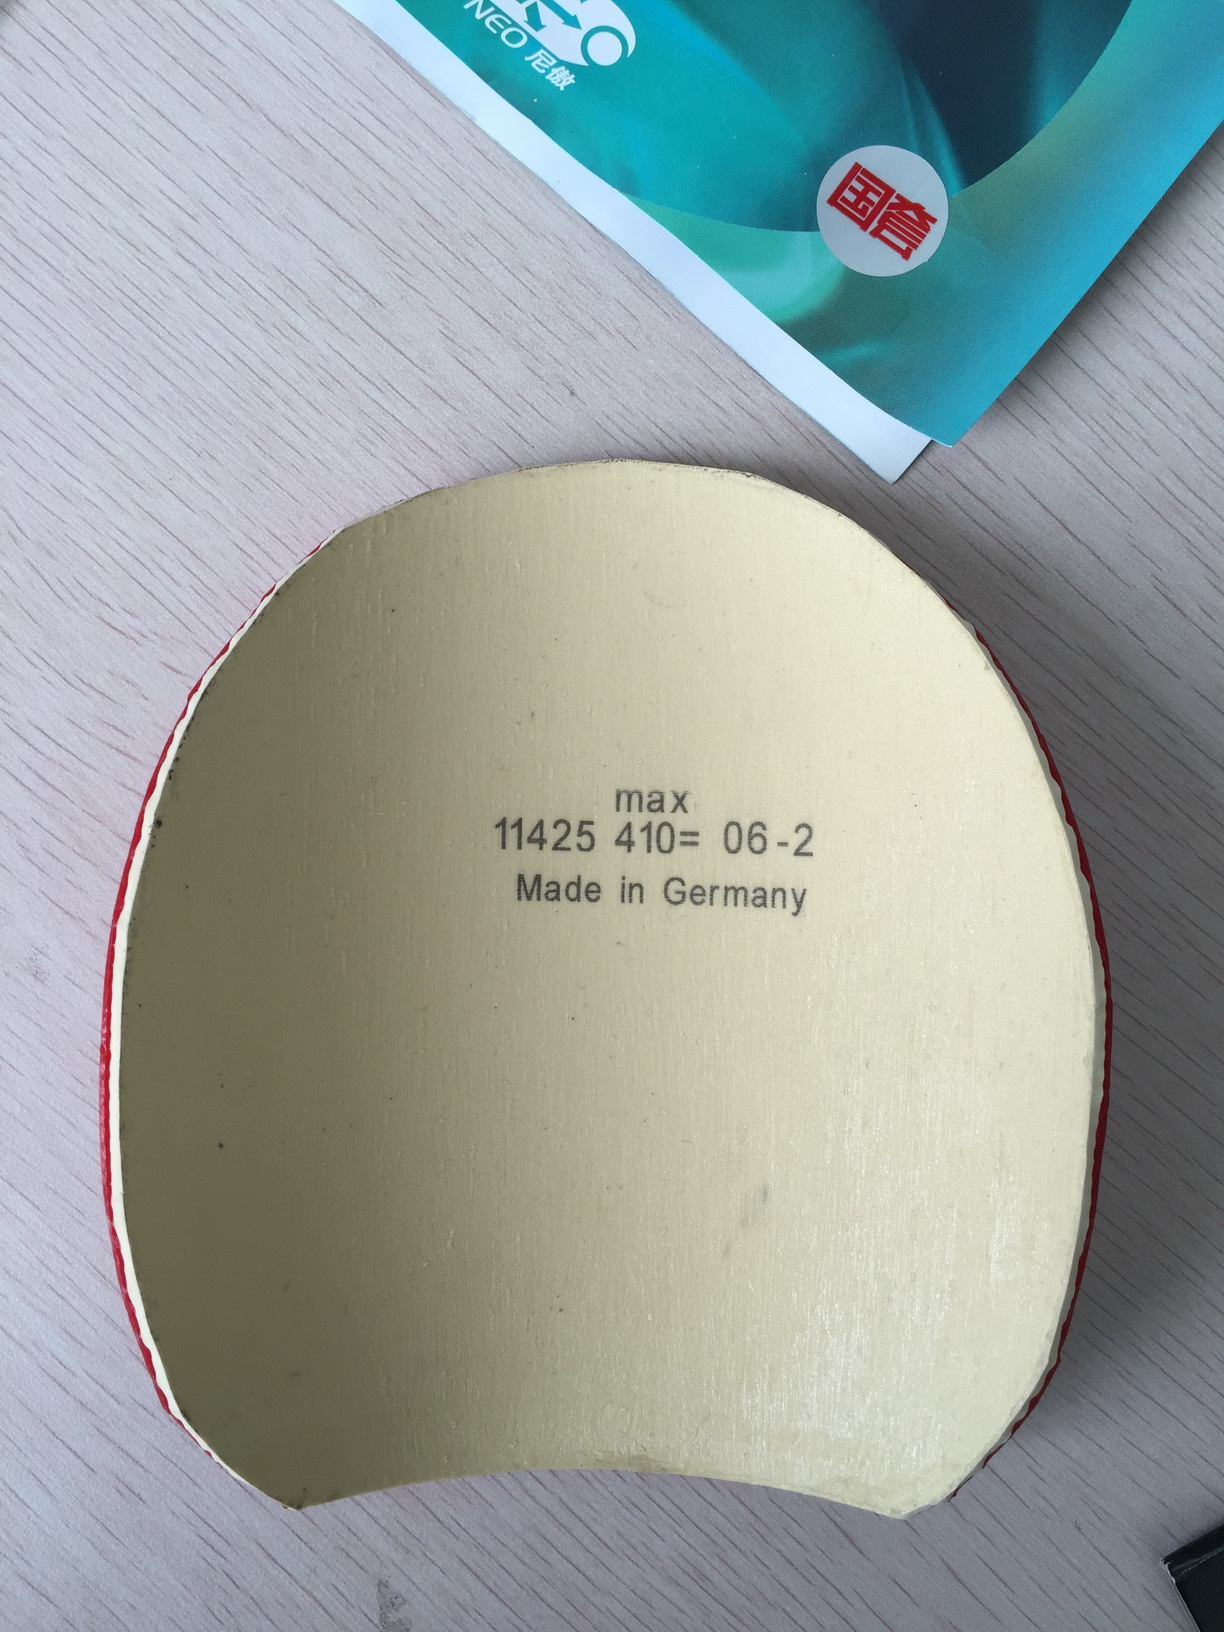 NEO 尼傲
国套
max
11425 410= 06-2
Made in Germany